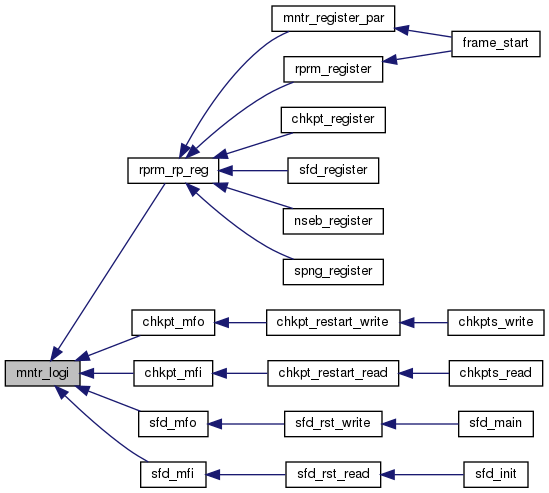 mntr_register_par
frame_start
rprm_register
chkpt_register
rprm_rp_reg
sfd_register
nseb_register
spng_register
chkpt_mfo
chkpt_restart_write
chkpts_write
mntr_logi
chkpt_mfi
chkpt_restart_read
chkpts_read
sfd_mfo
sfd_rst_write
sfd_main
sfd_mfi
sfd_rst_read
sfd_init